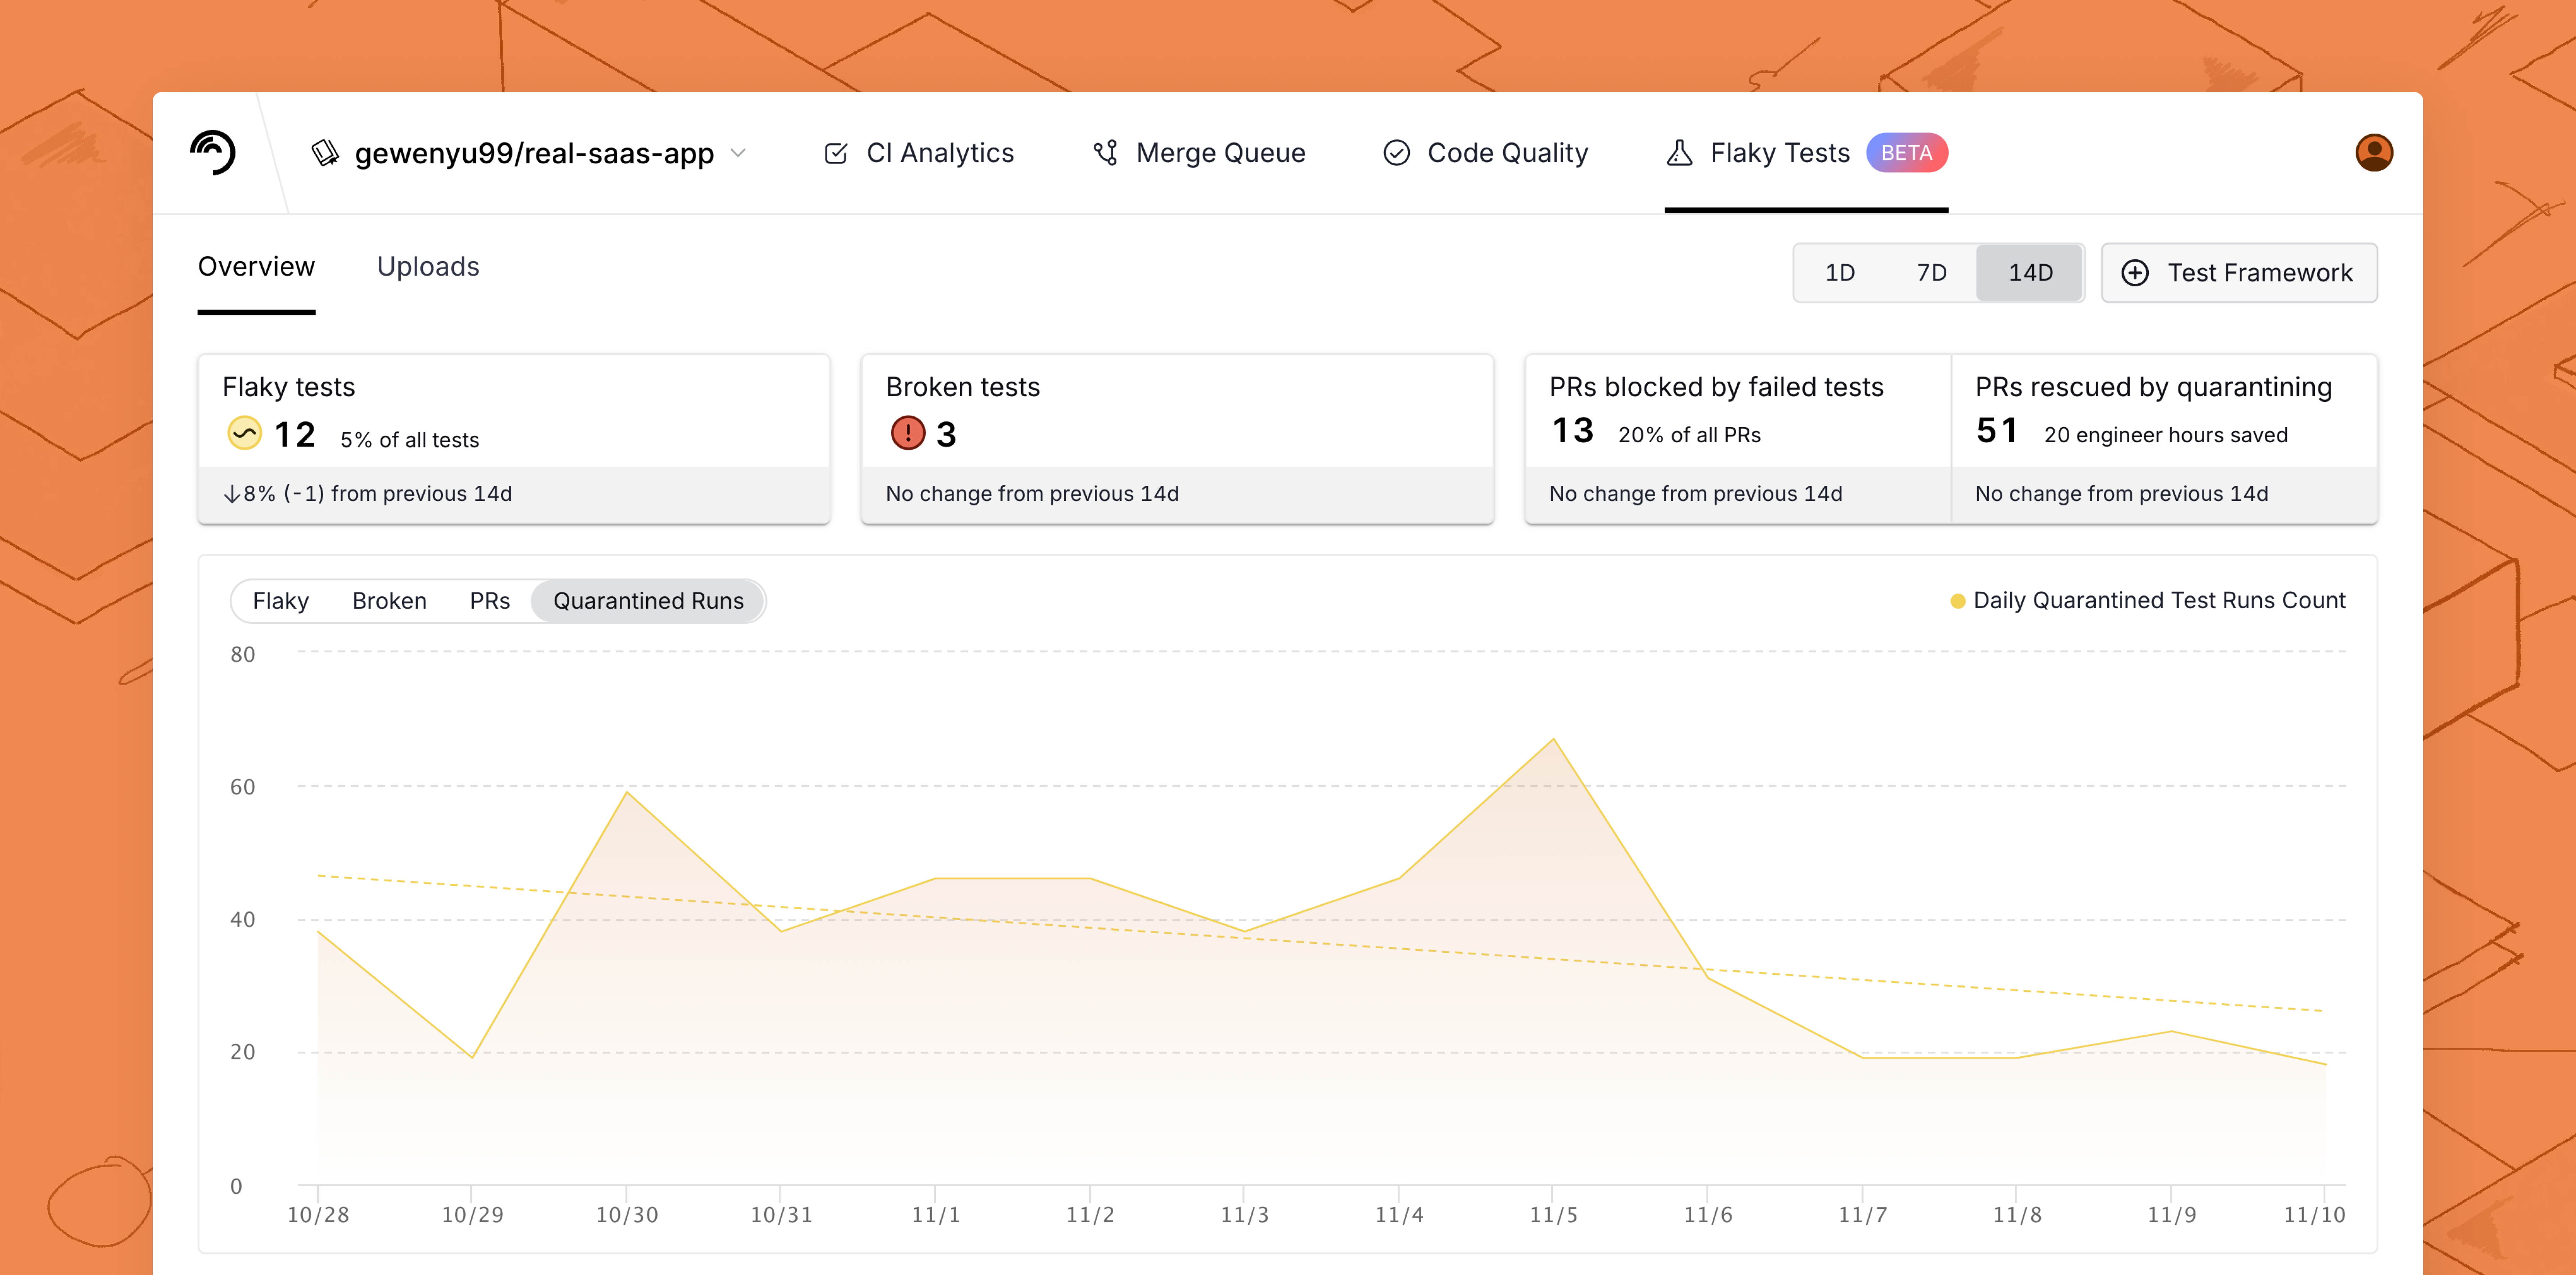 gewenyu99/real-saas-app CI Analytics Merge Queue Code Quality Flaky Tests BETA
Overview Uploads 1D 7D 14D Test Framework
Flaky tests
12 5% of all tests
↓8% (-1) from previous 14d
Broken tests
3
No change from previous 14d
PRs blocked by failed tests
13 20% of all PRs
No change from previous 14d
PRs rescued by quarantining
51 20 engineer hours saved
No change from previous 14d
Flaky Broken PRs Quarantined Runs Daily Quarantined Test Runs Count
80
60
40
20
0
10/28 10/29 10/30 10/31 11/1 11/2 11/3 11/4 11/5 11/6 11/7 11/8 11/9 11/10